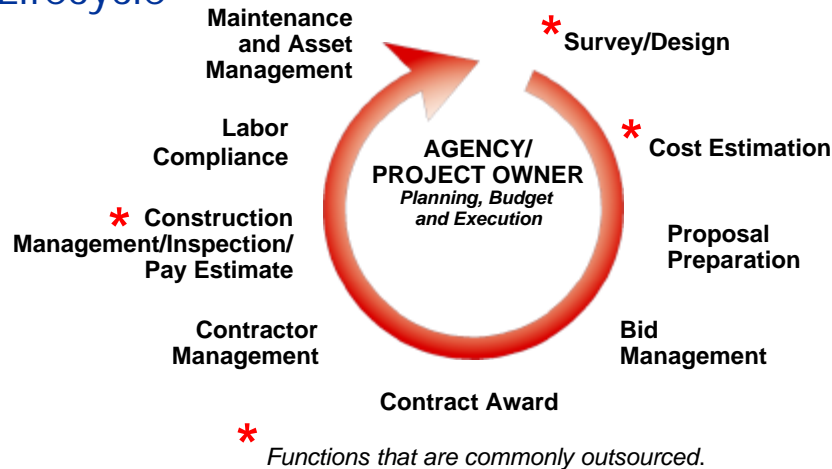 Lifecycle
Maintenance
and Asset
Management
* Survey/Design
Labor
Compliance
AGENCY/
PROJECT OWNER
Planning, Budget
and Execution
* Cost Estimation
* Construction
Management/Inspection/
Pay Estimate
Proposal
Preparation
Contractor
Management
Bid
Management
Contract Award
* Functions that are commonly outsourced.